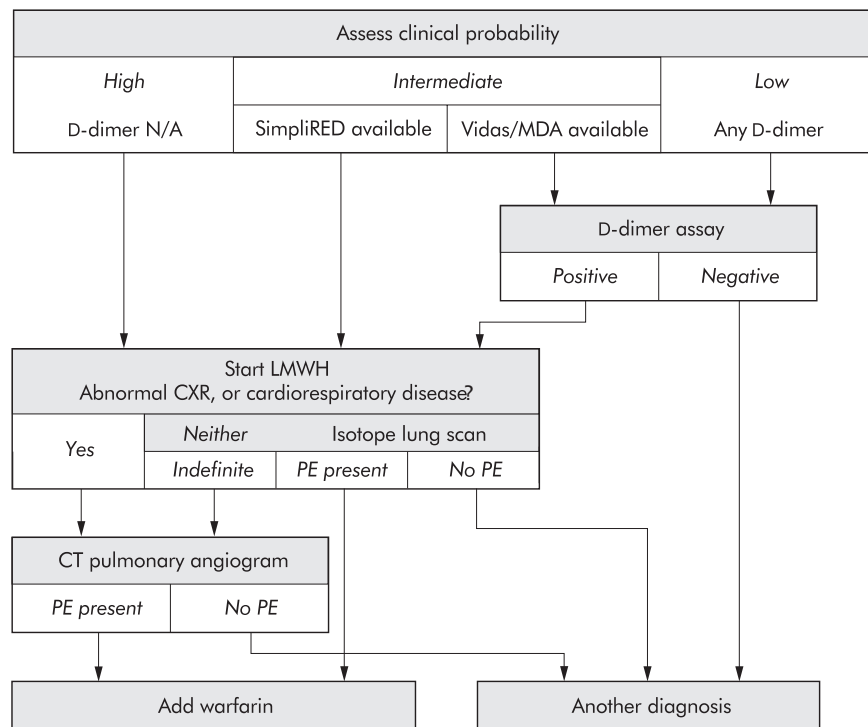 Assess clinical probability
High
Intermediate
Low
D-dimer N/A
SimpliRED available
Vidas/MDA available
Any D-dimer
D-dimer assay
Positive
Negative
Start LMWH
Abnormal CXR, or cardiorespiratory disease?
Yes
Neither
Isotope lung scan
Indefinite
PE present
No PE
CT pulmonary angiogram
PE present
No PE
Add warfarin
Another diagnosis